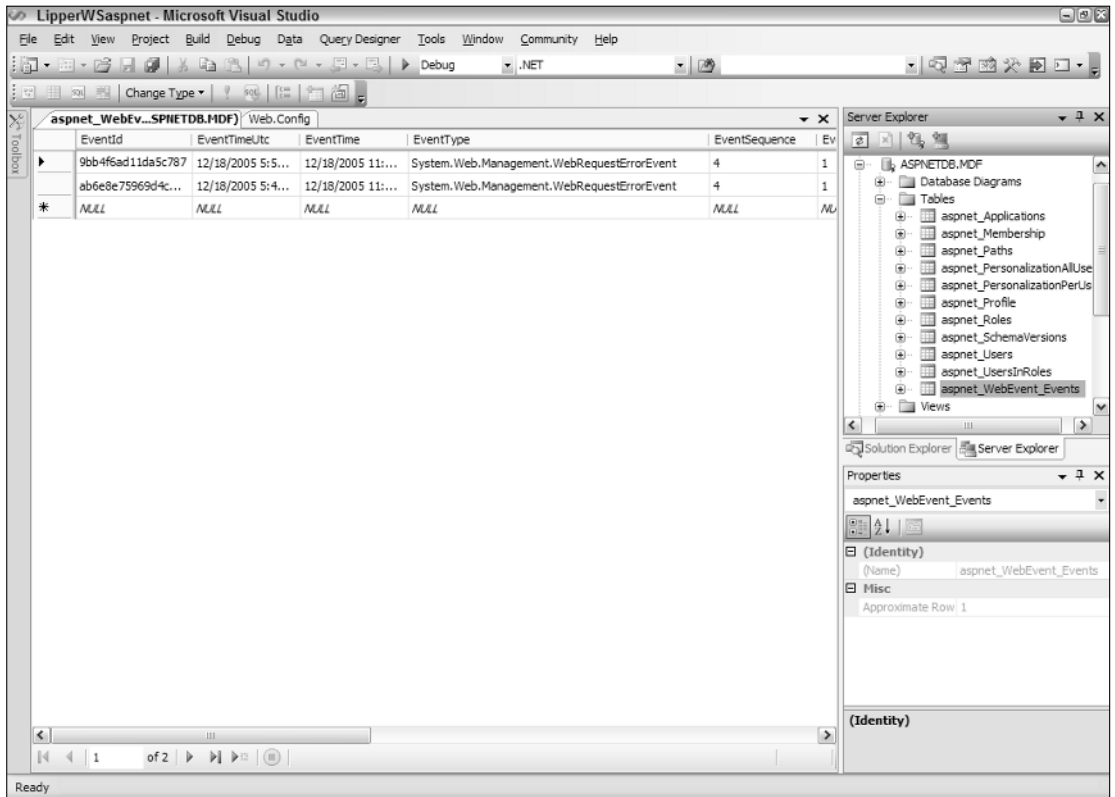 LipperWSaspnet - Microsoft Visual Studio
File Edit View Project Build Debug Data Query Designer Tools Window Community Help
Debug .NET
Change Type
Toolbox
aspnet_WebEv...SPNETDB.MDF) Web.Config
EventId EventTimeUtc EventTime EventType EventSequence Ev
9bb4f6ad11da5c787 12/18/2005 5:5... 12/18/2005 11:... System.Web.Management.WebRequestErrorEvent 4 1
ab6e8e75969d4c... 12/18/2005 5:4... 12/18/2005 11:... System.Web.Management.WebRequestErrorEvent 4 1
NULL NULL NULL NULL NULL NU
1 of 2
Server Explorer
ASPNETDB.MDF
Database Diagrams
Tables
aspnet_Applications
aspnet_Membership
aspnet_Paths
aspnet_PersonalizationAllUse
aspnet_PersonalizationPerUs
aspnet_Profile
aspnet_Roles
aspnet_SchemaVersions
aspnet_Users
aspnet_UsersInRoles
aspnet_WebEvent_Events
Views
Solution Explorer Server Explorer
Properties
aspnet_WebEvent_Events
(Identity)
(Name) aspnet_WebEvent_Events
Misc
Approximate Row 1
(Identity)
Ready